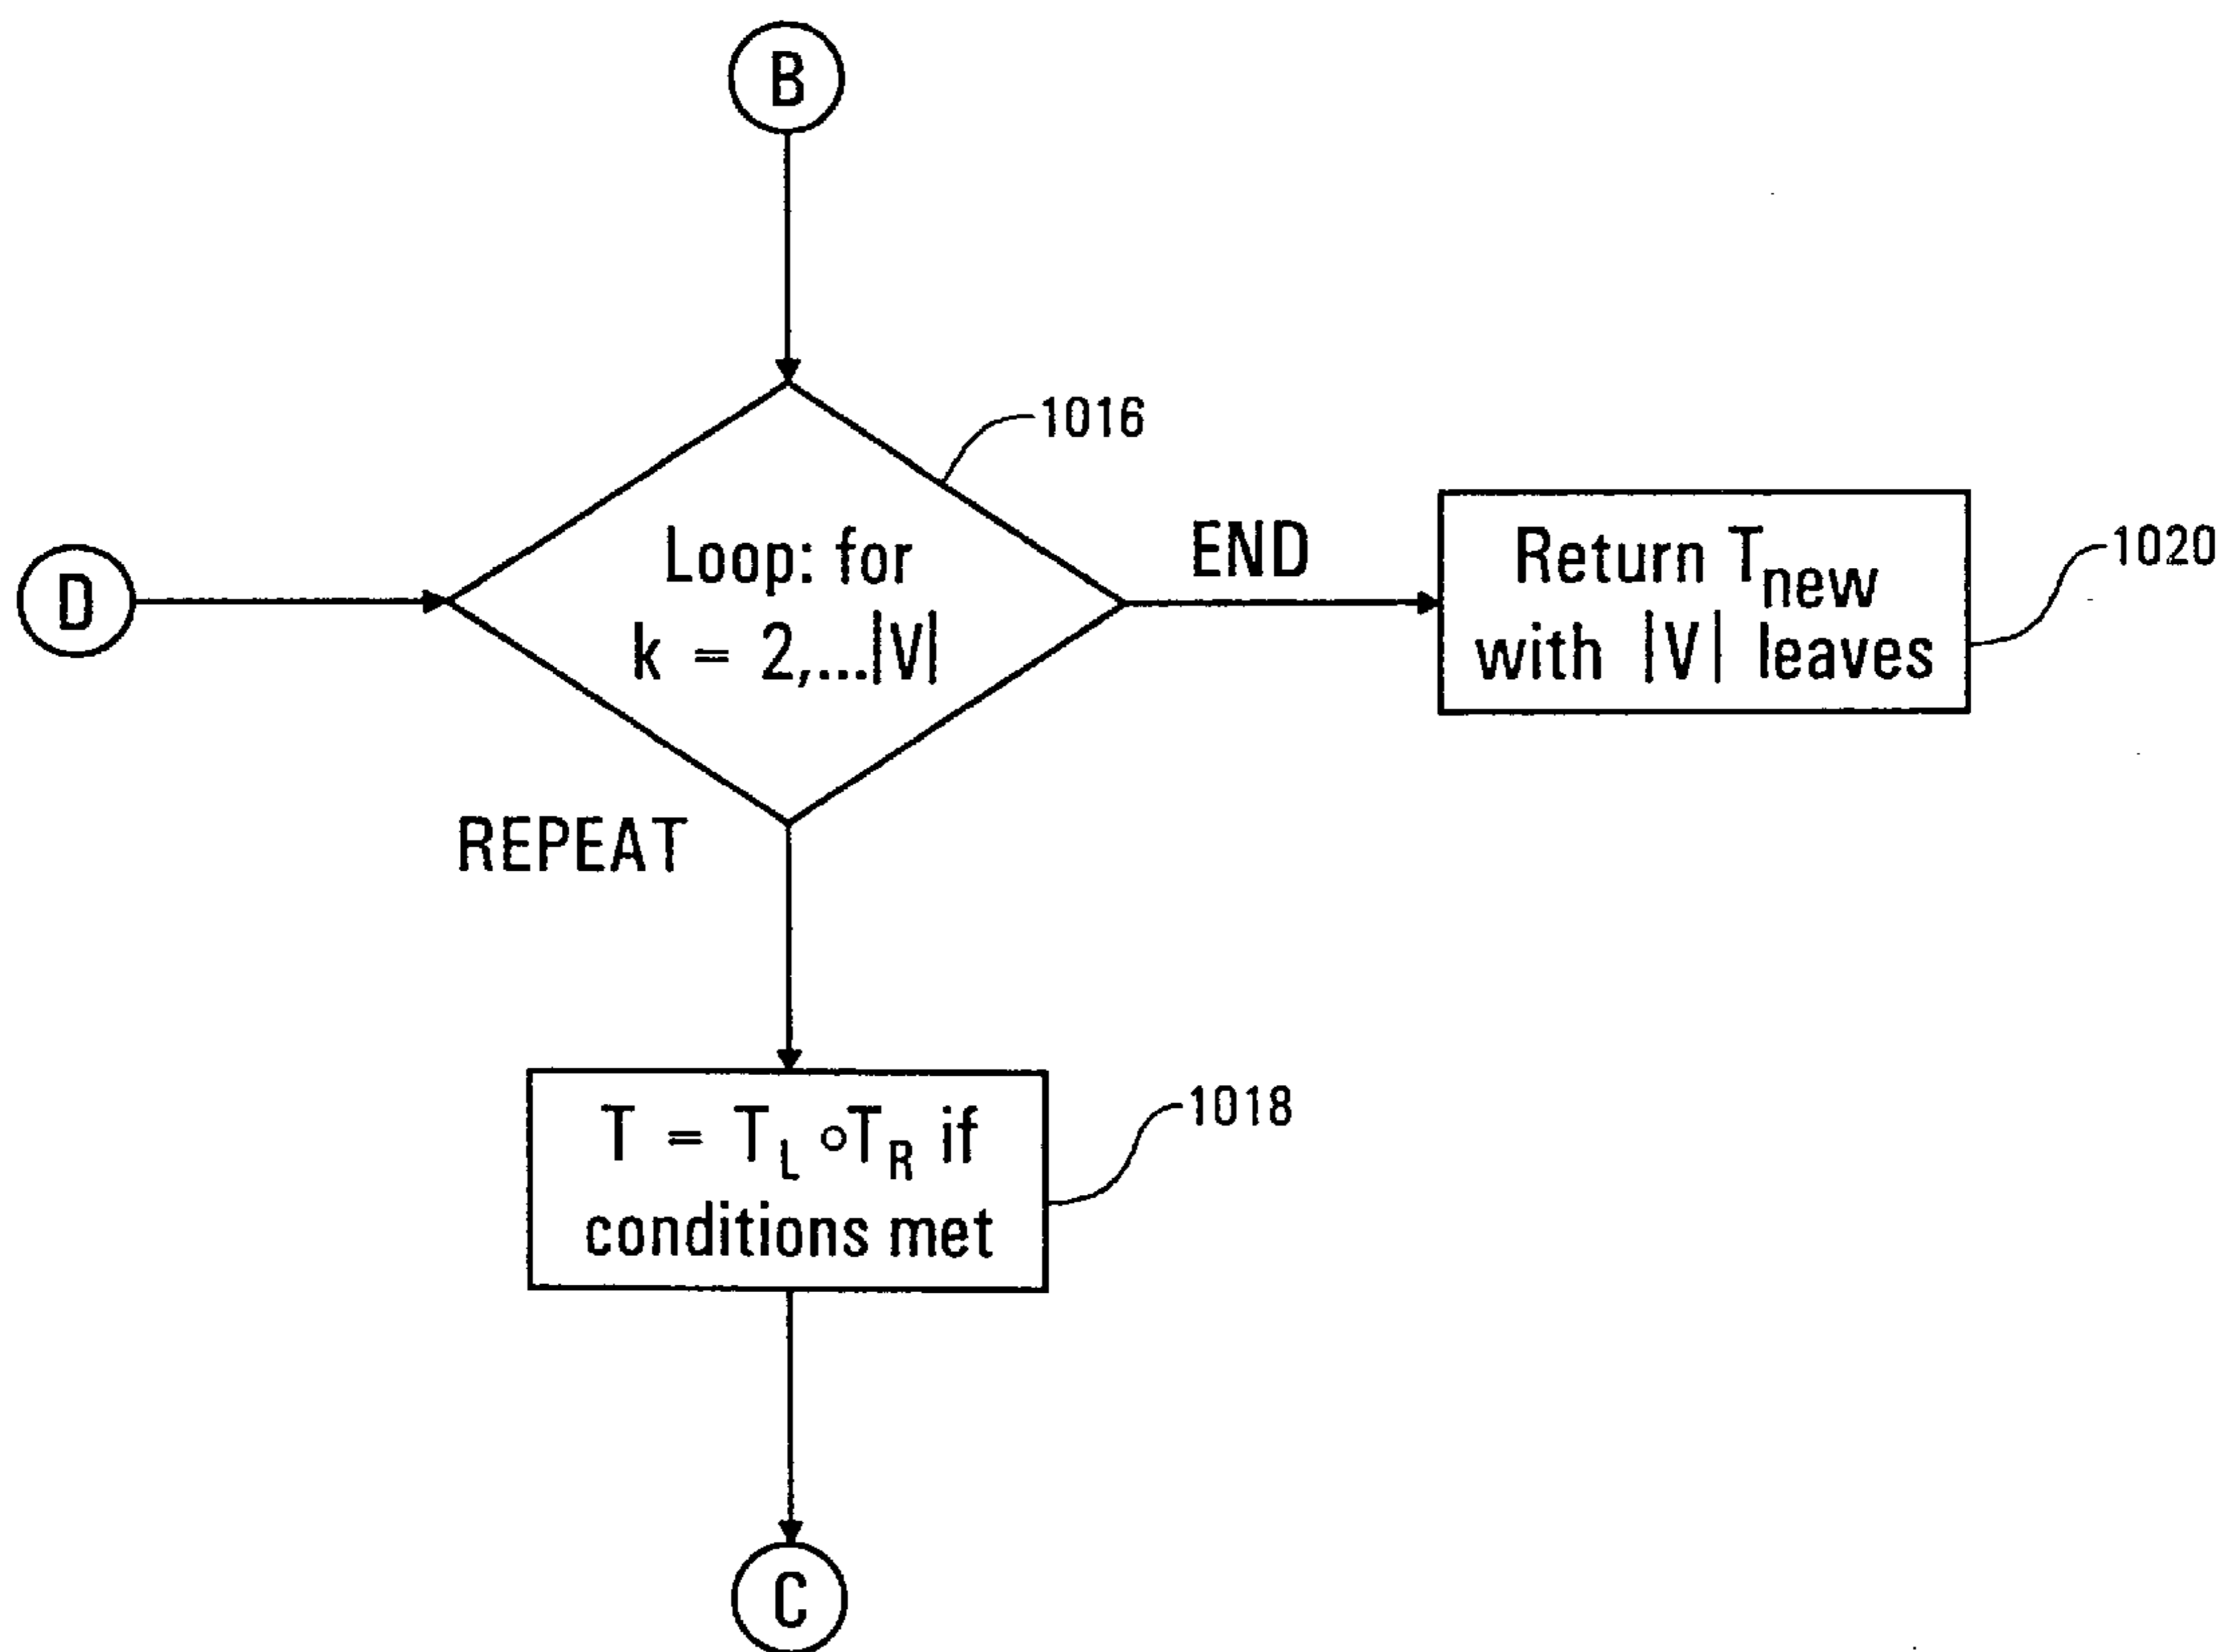 B
1016
Loop: for
k = 2,...|V|
D
END
Return T_new
with |V| leaves
1020
REPEAT
T = T_L ∘T_R if
conditions met
1018
C